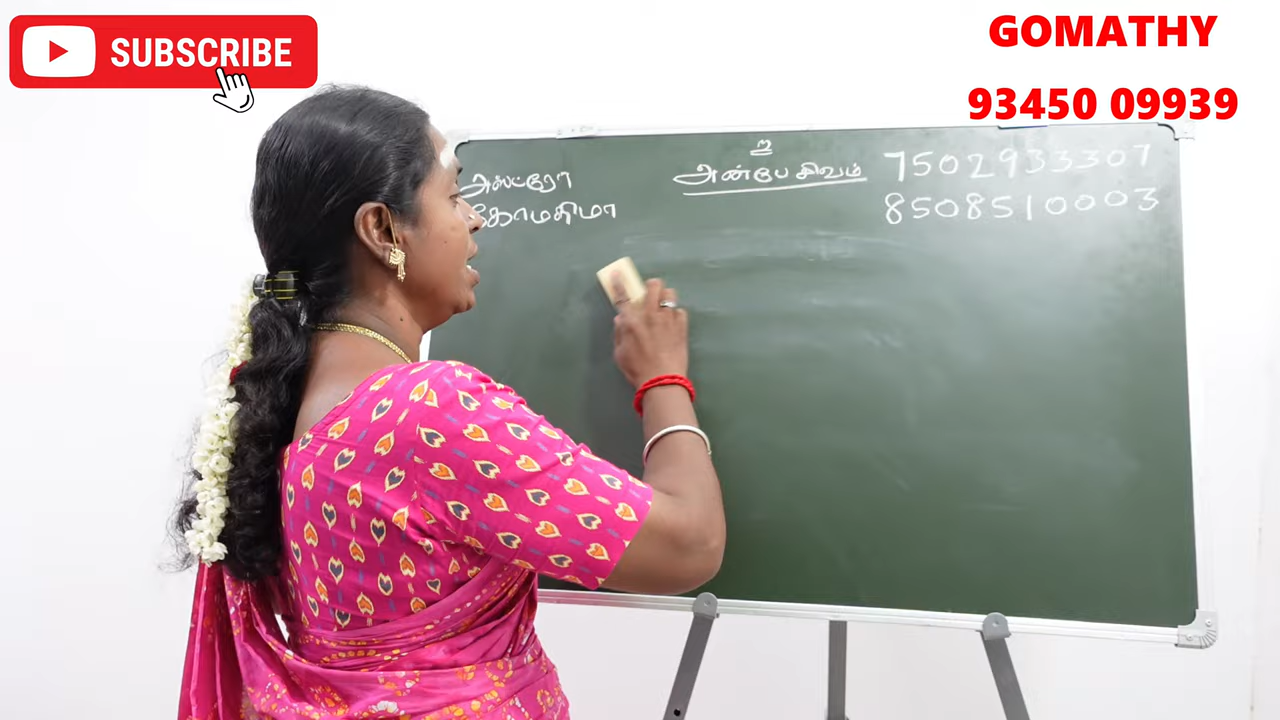 SUBSCRIBE
GOMATHY
93450 09939
உ
அன்பே சிவம்
அஸ்ட்ரோ
கோமதிமா
7502933307
8508510003